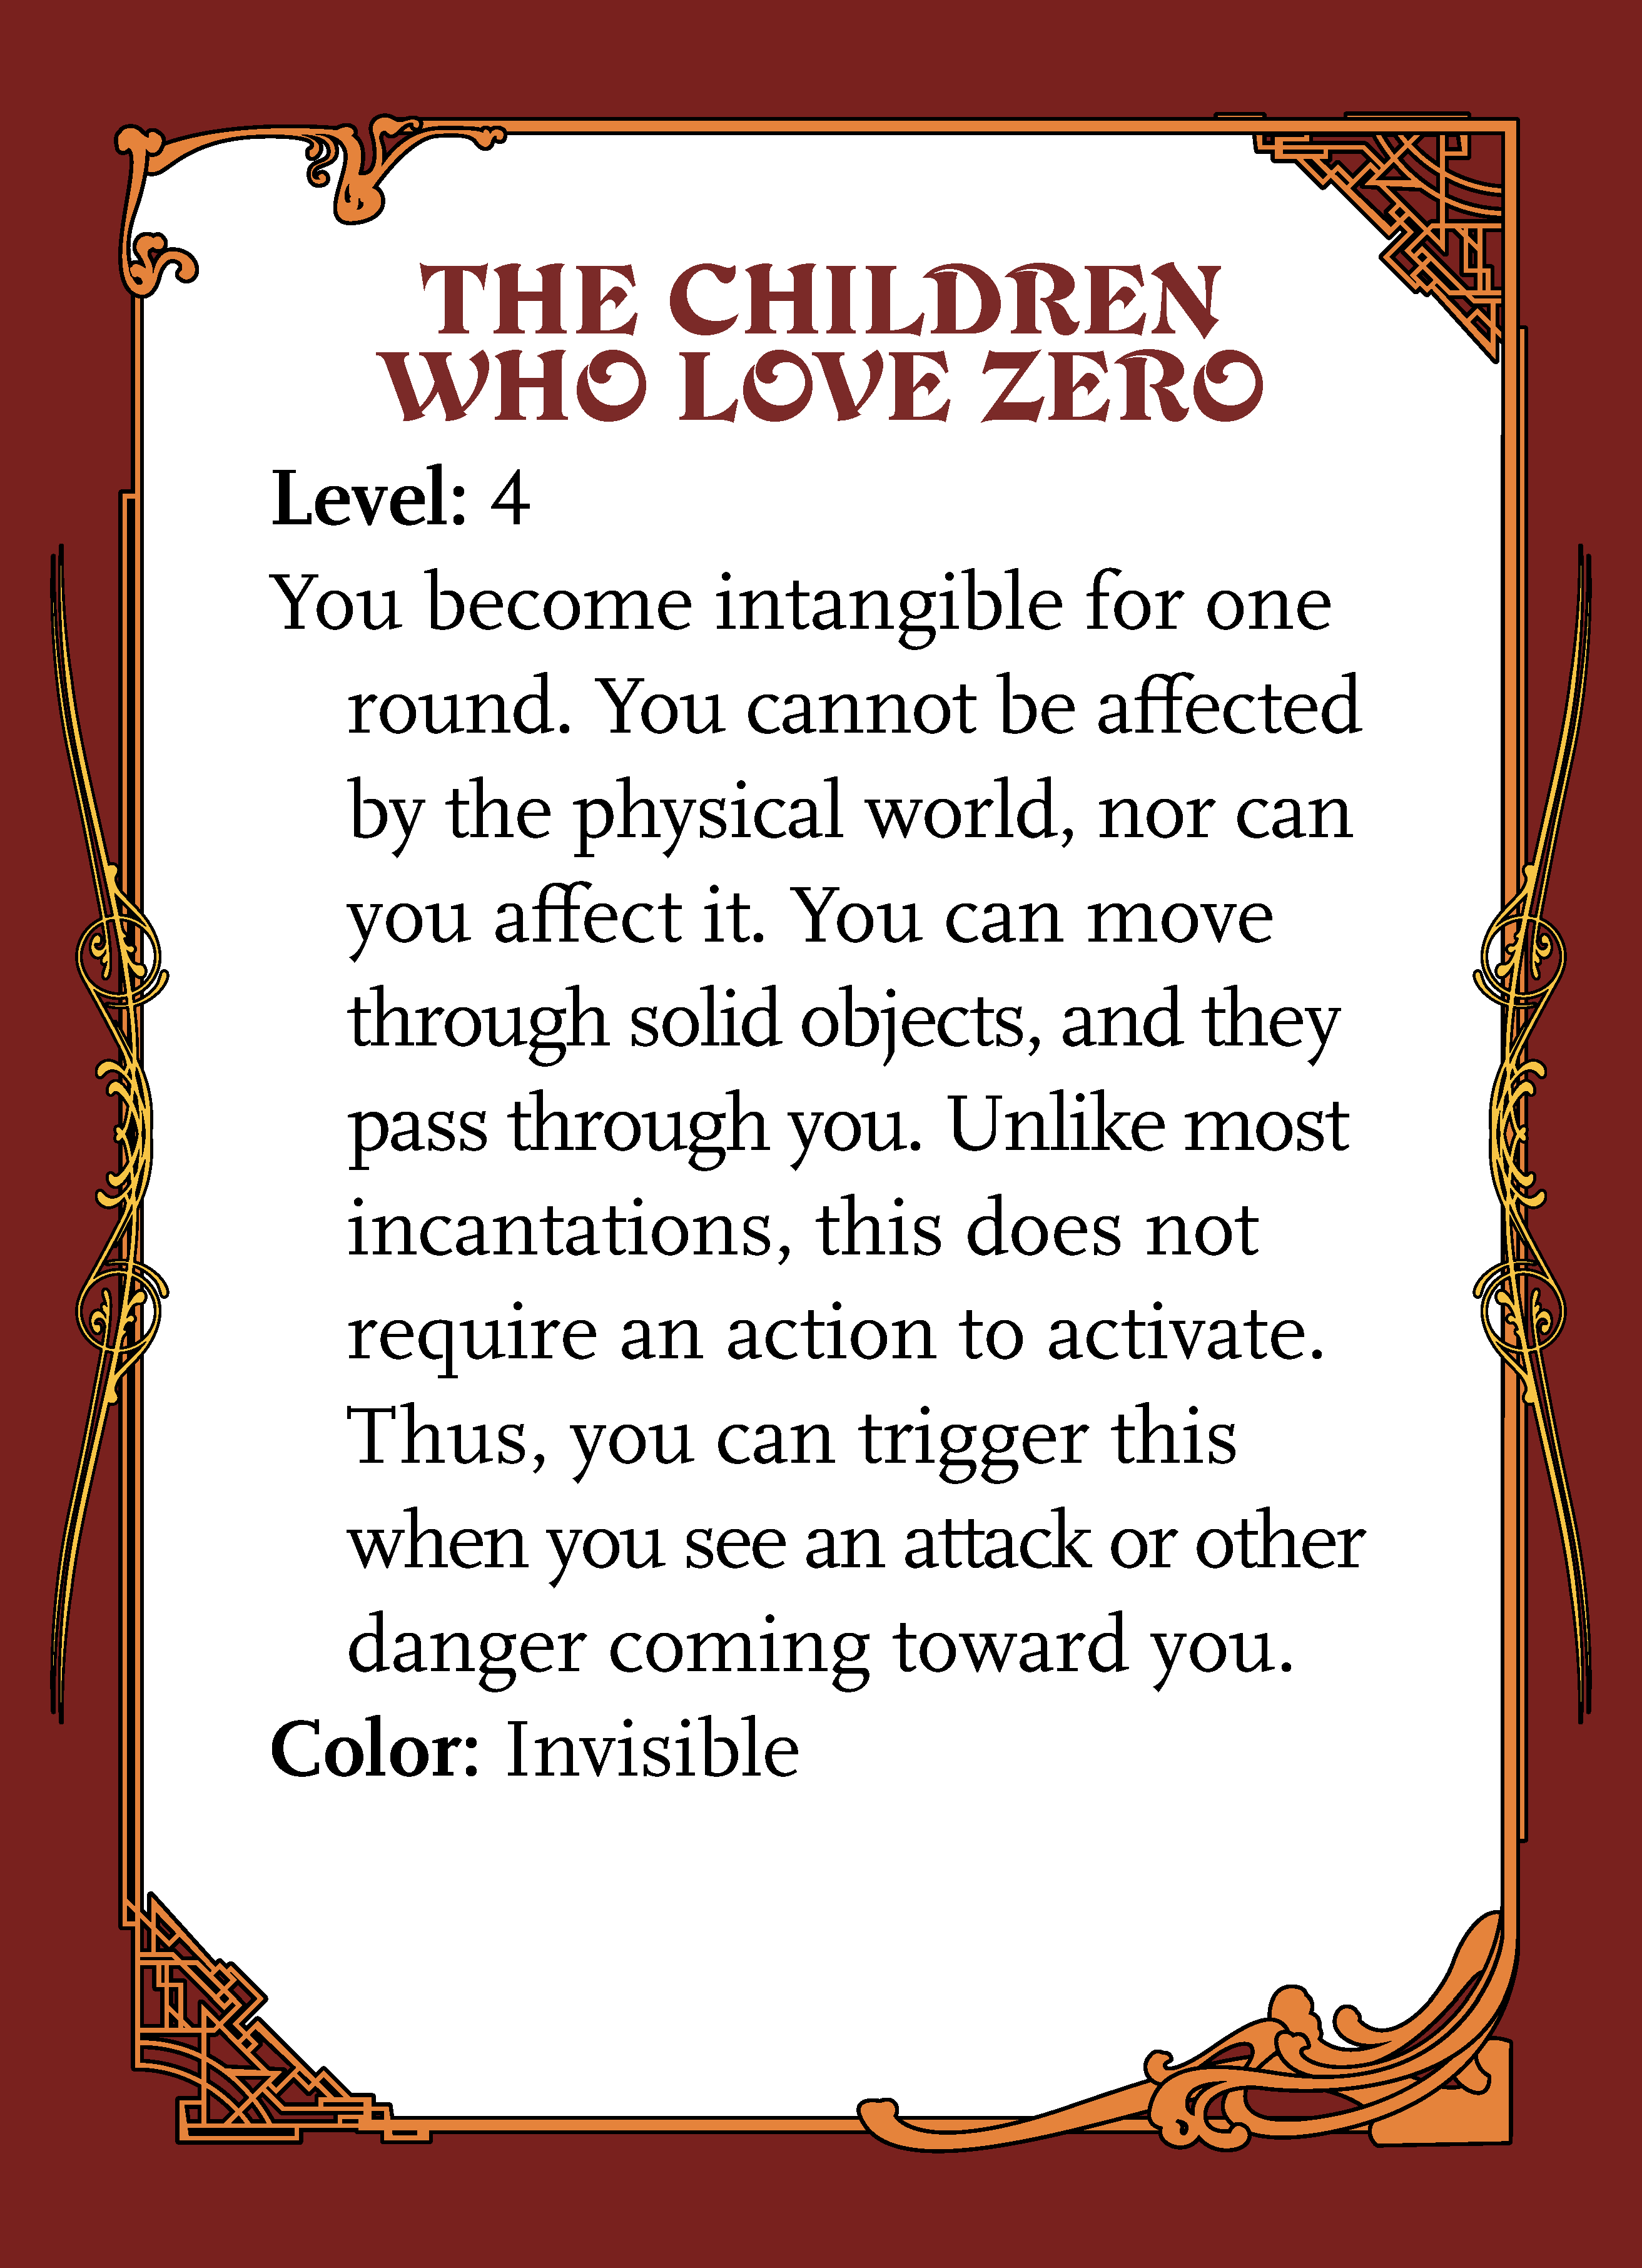 THE CHILDREN
WHO LOVE ZERO
Level: 4
You become intangible for one
round. You cannot be affected
by the physical world, nor can
you affect it. You can move
through solid objects, and they
pass through you. Unlike most
incantations, this does not
require an action to activate.
Thus, you can trigger this
when you see an attack or other
danger coming toward you.
Color: Invisible